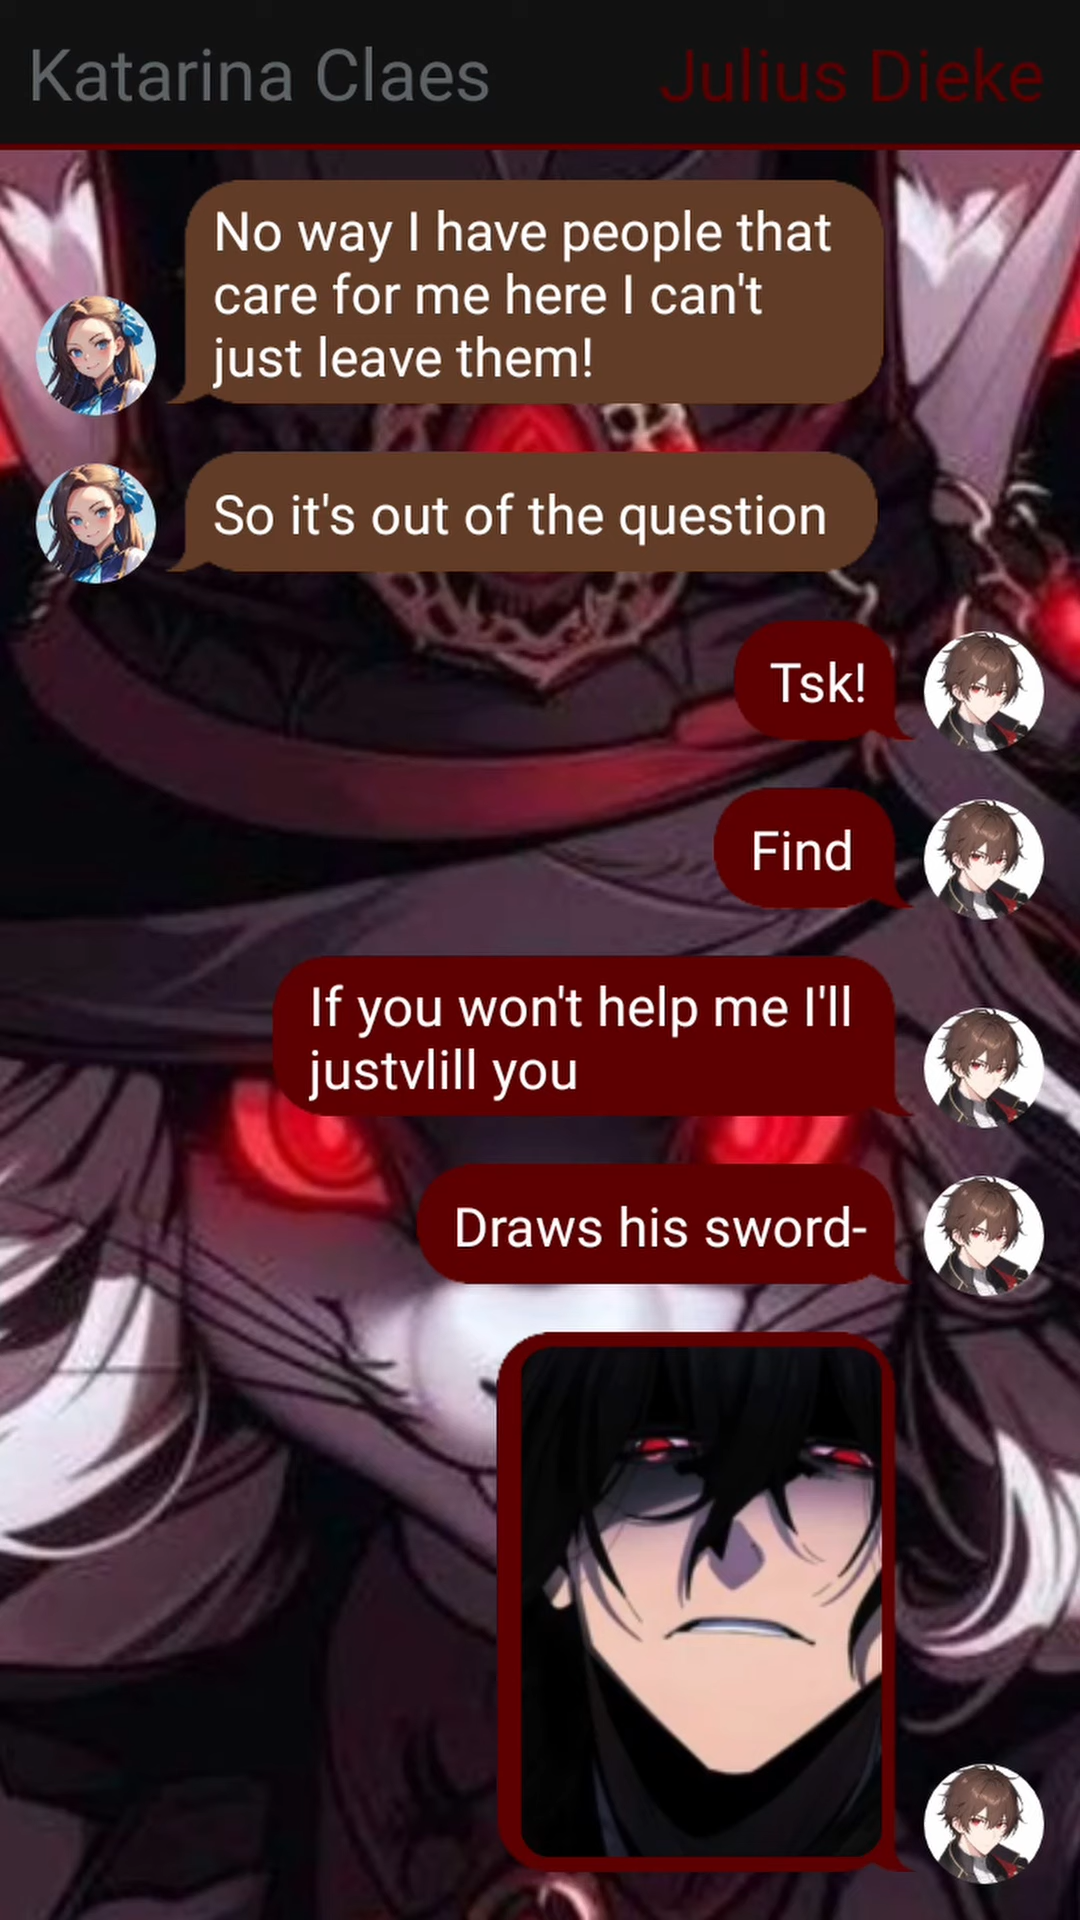 Katarina Claes
Julius Dieke
No way I have people that
care for me here I can't
just leave them!
So it's out of the question
Tsk!
Find
If you won't help me I'll
justvlill you
Draws his sword-